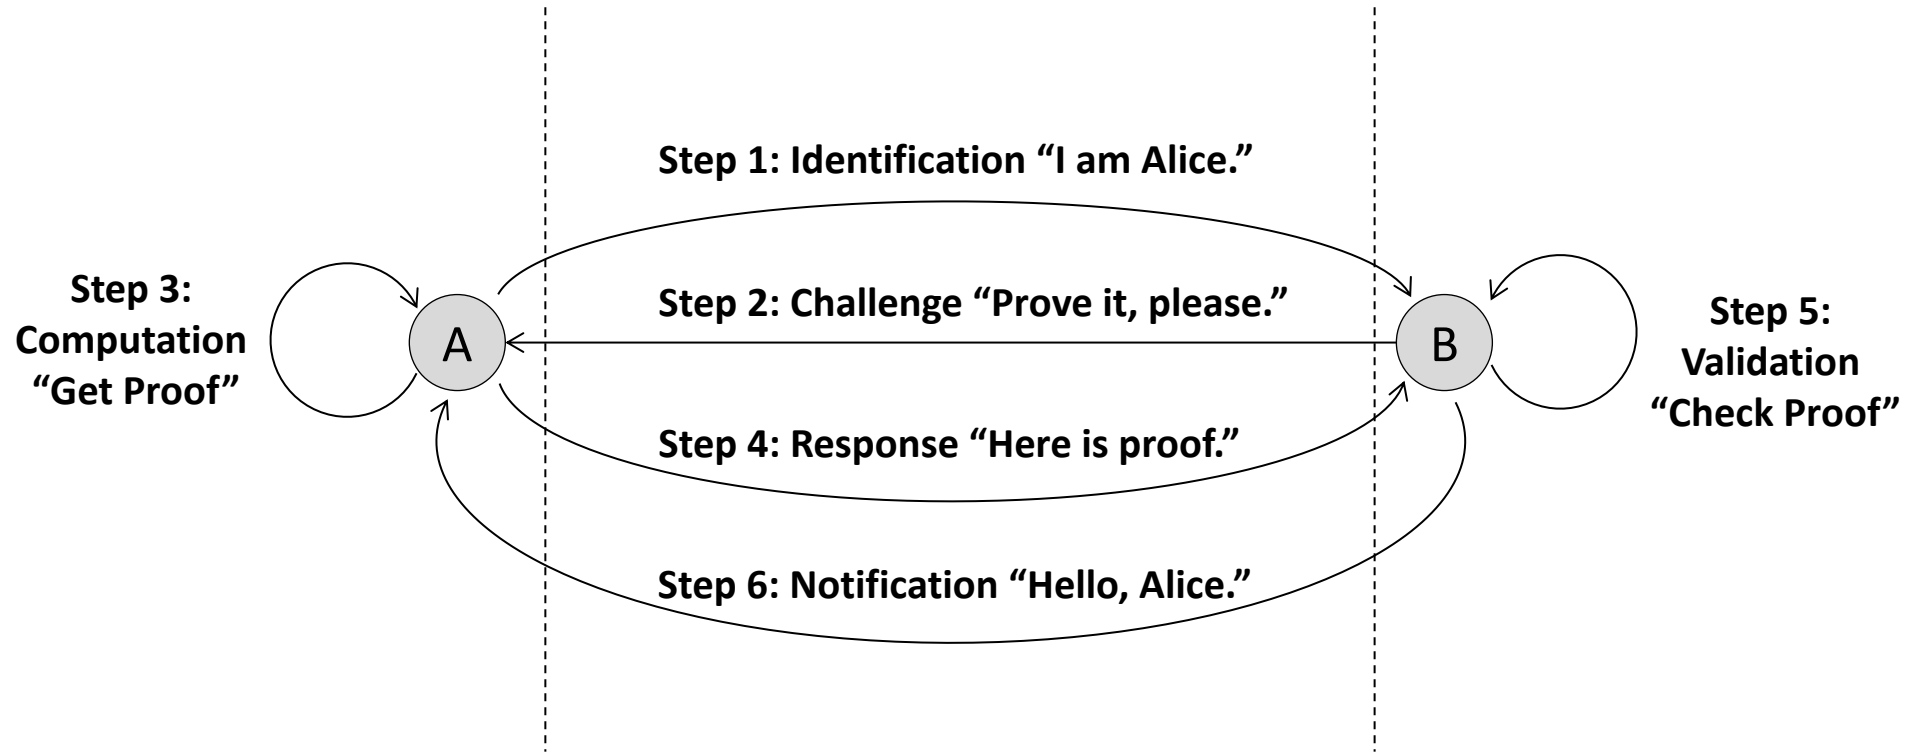 Step 1: Identification “I am Alice.”
Step 2: Challenge “Prove it, please.”
Step 3:
Computation
“Get Proof”
A
B
Step 5:
Validation
“Check Proof”
Step 4: Response “Here is proof.”
Step 6: Notification “Hello, Alice.”